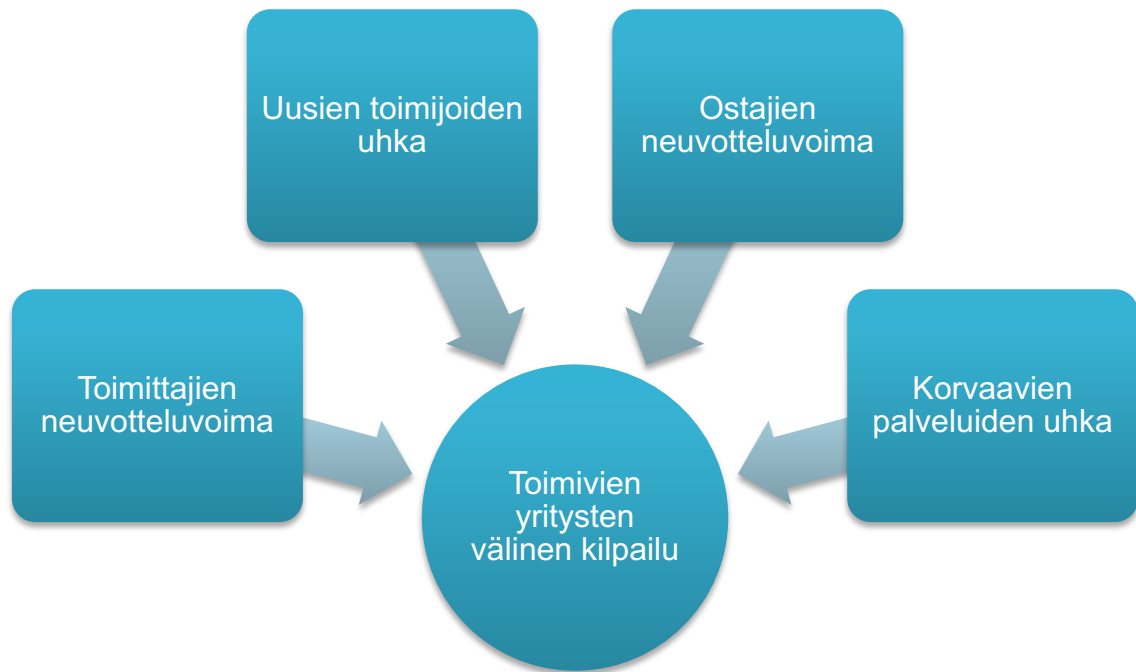 Uusien toimijoiden
uhka
Ostajien
neuvotteluvoima
Toimittajien
neuvotteluvoima
Korvaavien
palveluiden uhka
Toimivien
yritysten
välinen kilpailu